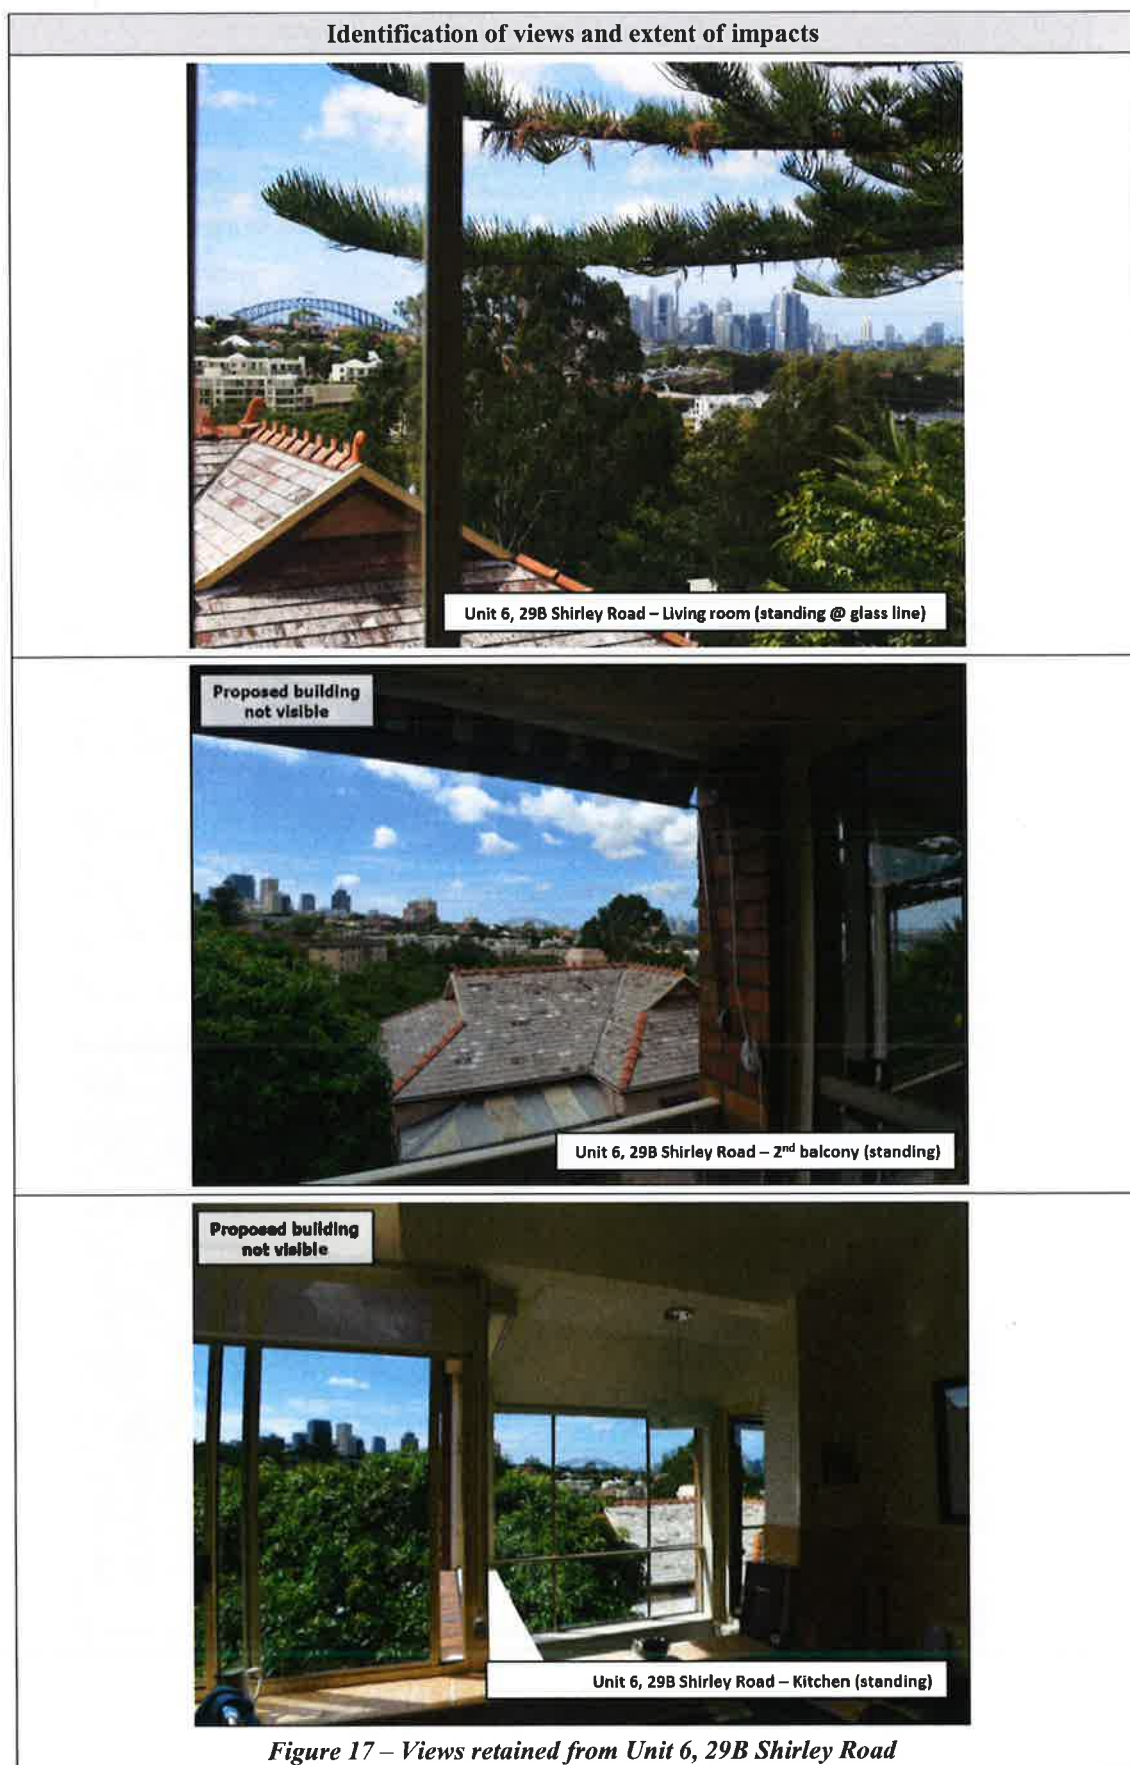 Identification of views and extent of impacts
Unit 6, 29B Shirley Road – Living room (standing @ glass line)
Proposed building
not visible
Unit 6, 29B Shirley Road – 2nd balcony (standing)
Proposed building
not visible
Unit 6, 29B Shirley Road – Kitchen (standing)
Figure 17 – Views retained from Unit 6, 29B Shirley Road